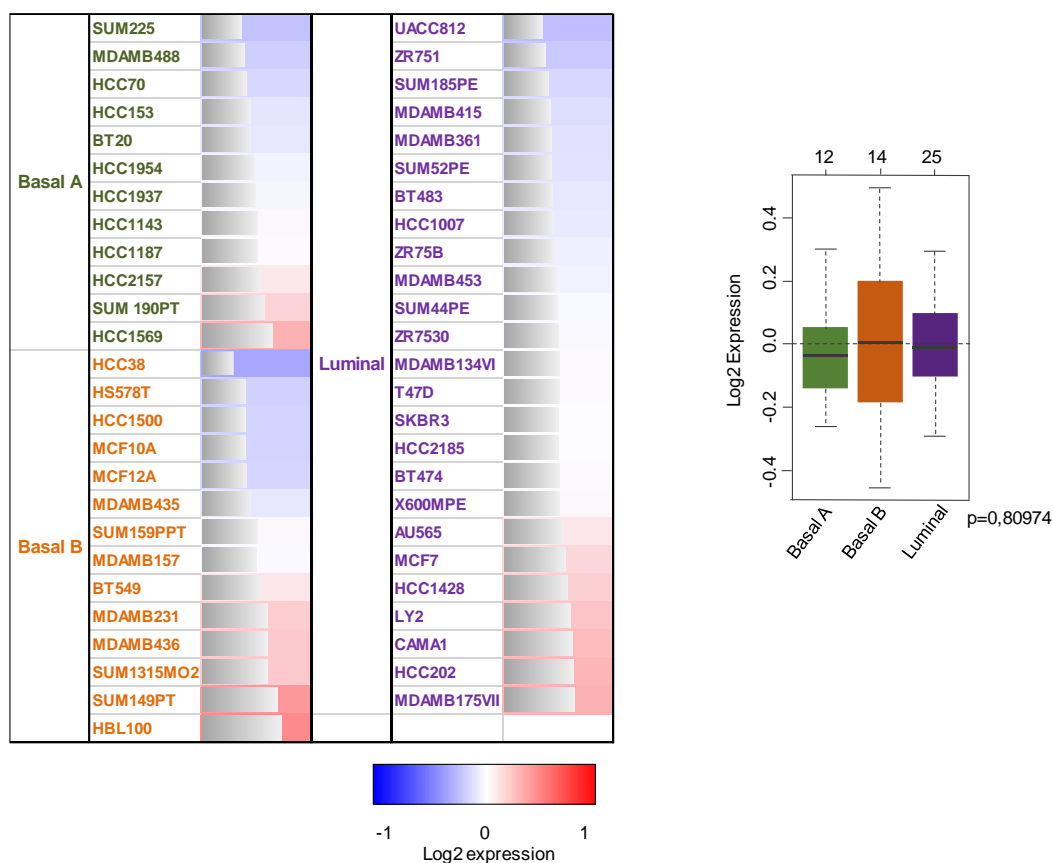 Basal A
SUM225
MDAMB488
HCC70
HCC153
BT20
HCC1954
HCC1937
HCC1143
HCC1187
HCC2157
SUM 190PT
HCC1569
Basal B
HCC38
HS578T
HCC1500
MCF10A
MCF12A
MDAMB435
SUM159PPT
MDAMB157
BT549
MDAMB231
MDAMB436
SUM1315MO2
SUM149PT
HBL100
Luminal
UACC812
ZR751
SUM185PE
MDAMB415
MDAMB361
SUM52PE
BT483
HCC1007
ZR75B
MDAMB453
SUM44PE
ZR7530
MDAMB134VI
T47D
SKBR3
HCC2185
BT474
X600MPE
AU565
MCF7
HCC1428
LY2
CAMA1
HCC202
MDAMB175VII
-1 0 1
Log2 expression
12 14 25
Log2 Expression
0.4
0.2
0.0
-0.2
-0.4
Basal A
Basal B
Luminal
p=0,80974